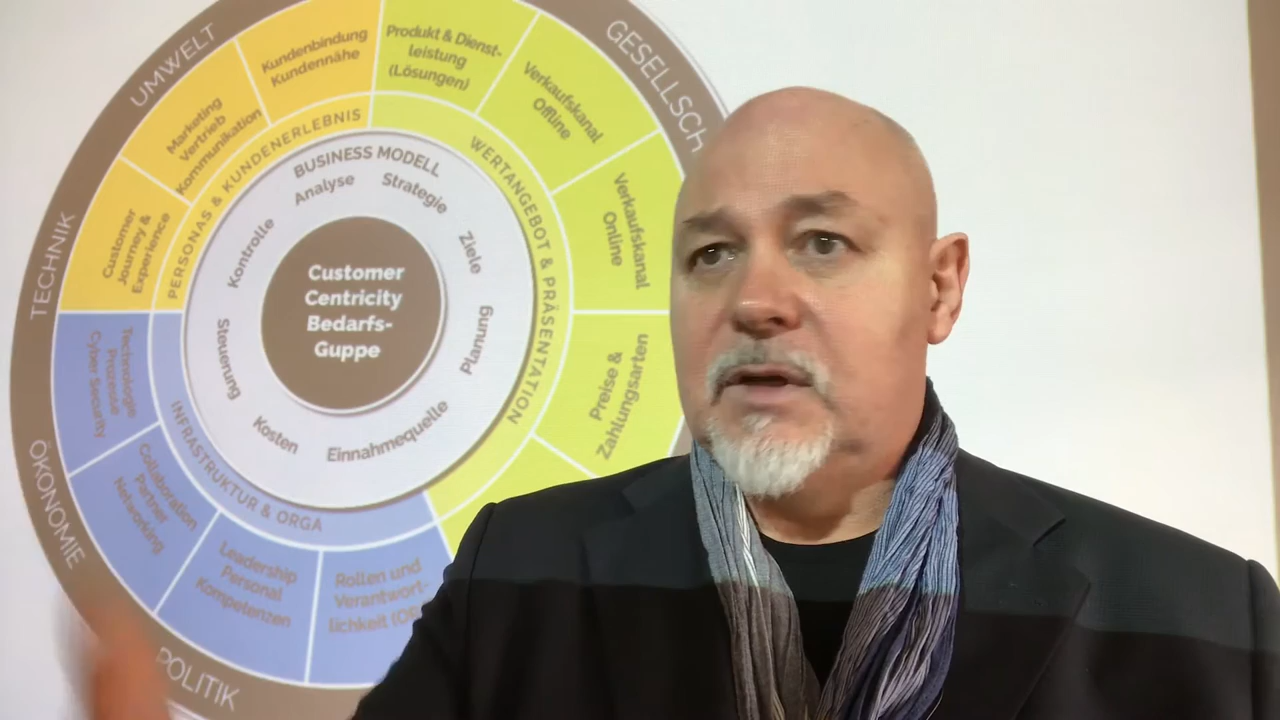 UMWELT
GESELLSCH
TECHNIK
ÖKONOMIE
POLITIK
Kundenbindung
Kundennähe
Produkt & Dienst-
leistung
(Lösungen)
Verkaufskanal
Offline
Verkaufskanal
Online
Preise &
Zahlungsarten
Marketing
Vertrieb
Kommunikation
Customer
Journey &
Experience
Technologie
Prozesse
Cyber Security
Collaboration
Partner
Networking
Leadership
Personal
Kompetenzen
Rollen und
Verantwort-
lichkeit
PERSONAS & KUNDENERLEBNIS
WERTANGEBOT & PRÄSENTATION
INFRASTRUKTUR & ORGA
BUSINESS MODELL
Analyse
Strategie
Ziele
Planung
Einnahmequelle
Kosten
Steuerung
Kontrolle
Customer
Centricity
Bedarfs-
Guppe